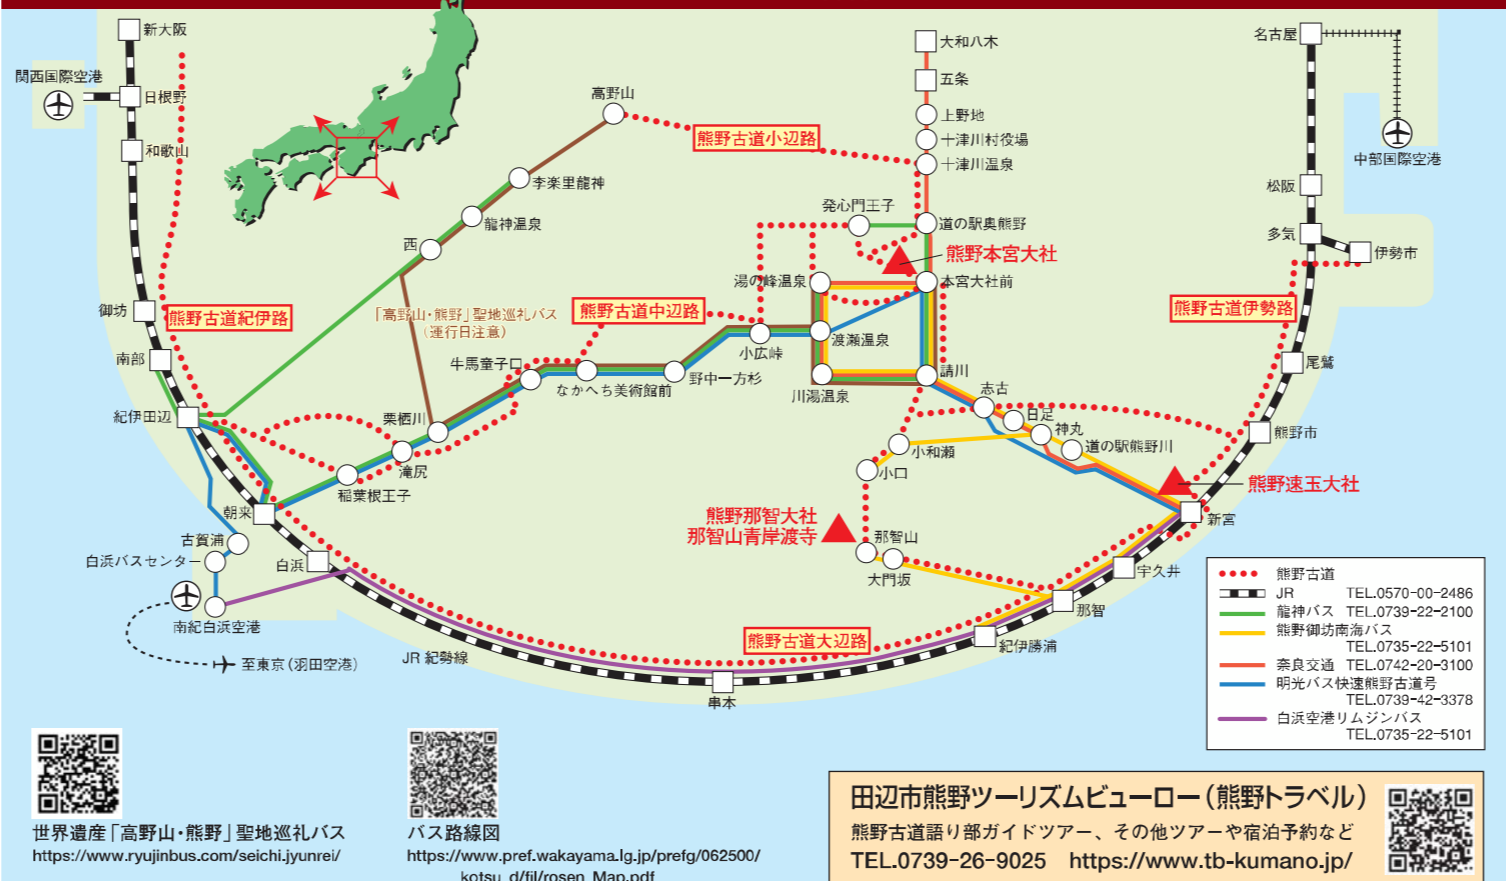 新大阪
関西国際空港
日根野
和歌山
御坊
南部
紀伊田辺
朝来
古賀浦
白浜バスセンター
白浜
南紀白浜空港
至東京(羽田空港)
JR 紀勢線
串本
熊野古道紀伊路
高野山
李楽里龍神
龍神温泉
西
「高野山・熊野」聖地巡礼バス
(運行日注意)
熊野古道小辺路
熊野古道中辺路
牛馬童子口
なかへち美術館前
野中一方杉
小広峠
栗栖川
滝尻
稲葉根王子
大和八木
五条
上野地
十津川村役場
十津川温泉
発心門王子
道の駅奥熊野
熊野本宮大社
湯の峰温泉
本宮大社前
渡瀬温泉
川湯温泉
請川
志古
日足
神丸
道の駅熊野川
小和瀬
小口
熊野那智大社
那智山青岸渡寺
那智山
大門坂
熊野古道大辺路
紀伊勝浦
那智
宇久井
新宮
熊野速玉大社
熊野市
尾鷲
熊野古道伊勢路
名古屋
中部国際空港
松阪
多気
伊勢市
熊野古道
JR TEL.0570-00-2486
龍神バス TEL.0739-22-2100
熊野御坊南海バス
TEL.0735-22-5101
奈良交通 TEL.0742-20-3100
明光バス快速熊野古道号
TEL.0739-42-3378
白浜空港リムジンバス
TEL.0735-22-5101
世界遺産「高野山・熊野」聖地巡礼バス
https://www.ryujinbus.com/seichi.jyunrei/
バス路線図
https://www.pref.wakayama.lg.jp/prefg/062500/
kotsu_d/fil/rosen_Map.pdf
田辺市熊野ツーリズムビューロー(熊野トラベル)
熊野古道語り部ガイドツアー、その他ツアーや宿泊予約など
TEL.0739-26-9025 https://www.tb-kumano.jp/